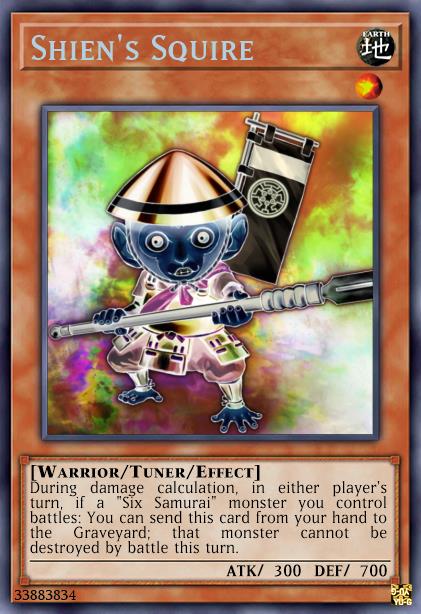 Shien's Squire
EARTH
地
[Warrior/Tuner/Effect]
During damage calculation, in either player's
turn, if a "Six Samurai" monster you control
battles: You can send this card from your hand to
the Graveyard; that monster cannot be
destroyed by battle this turn.
ATK/ 300 DEF/ 700
33883834